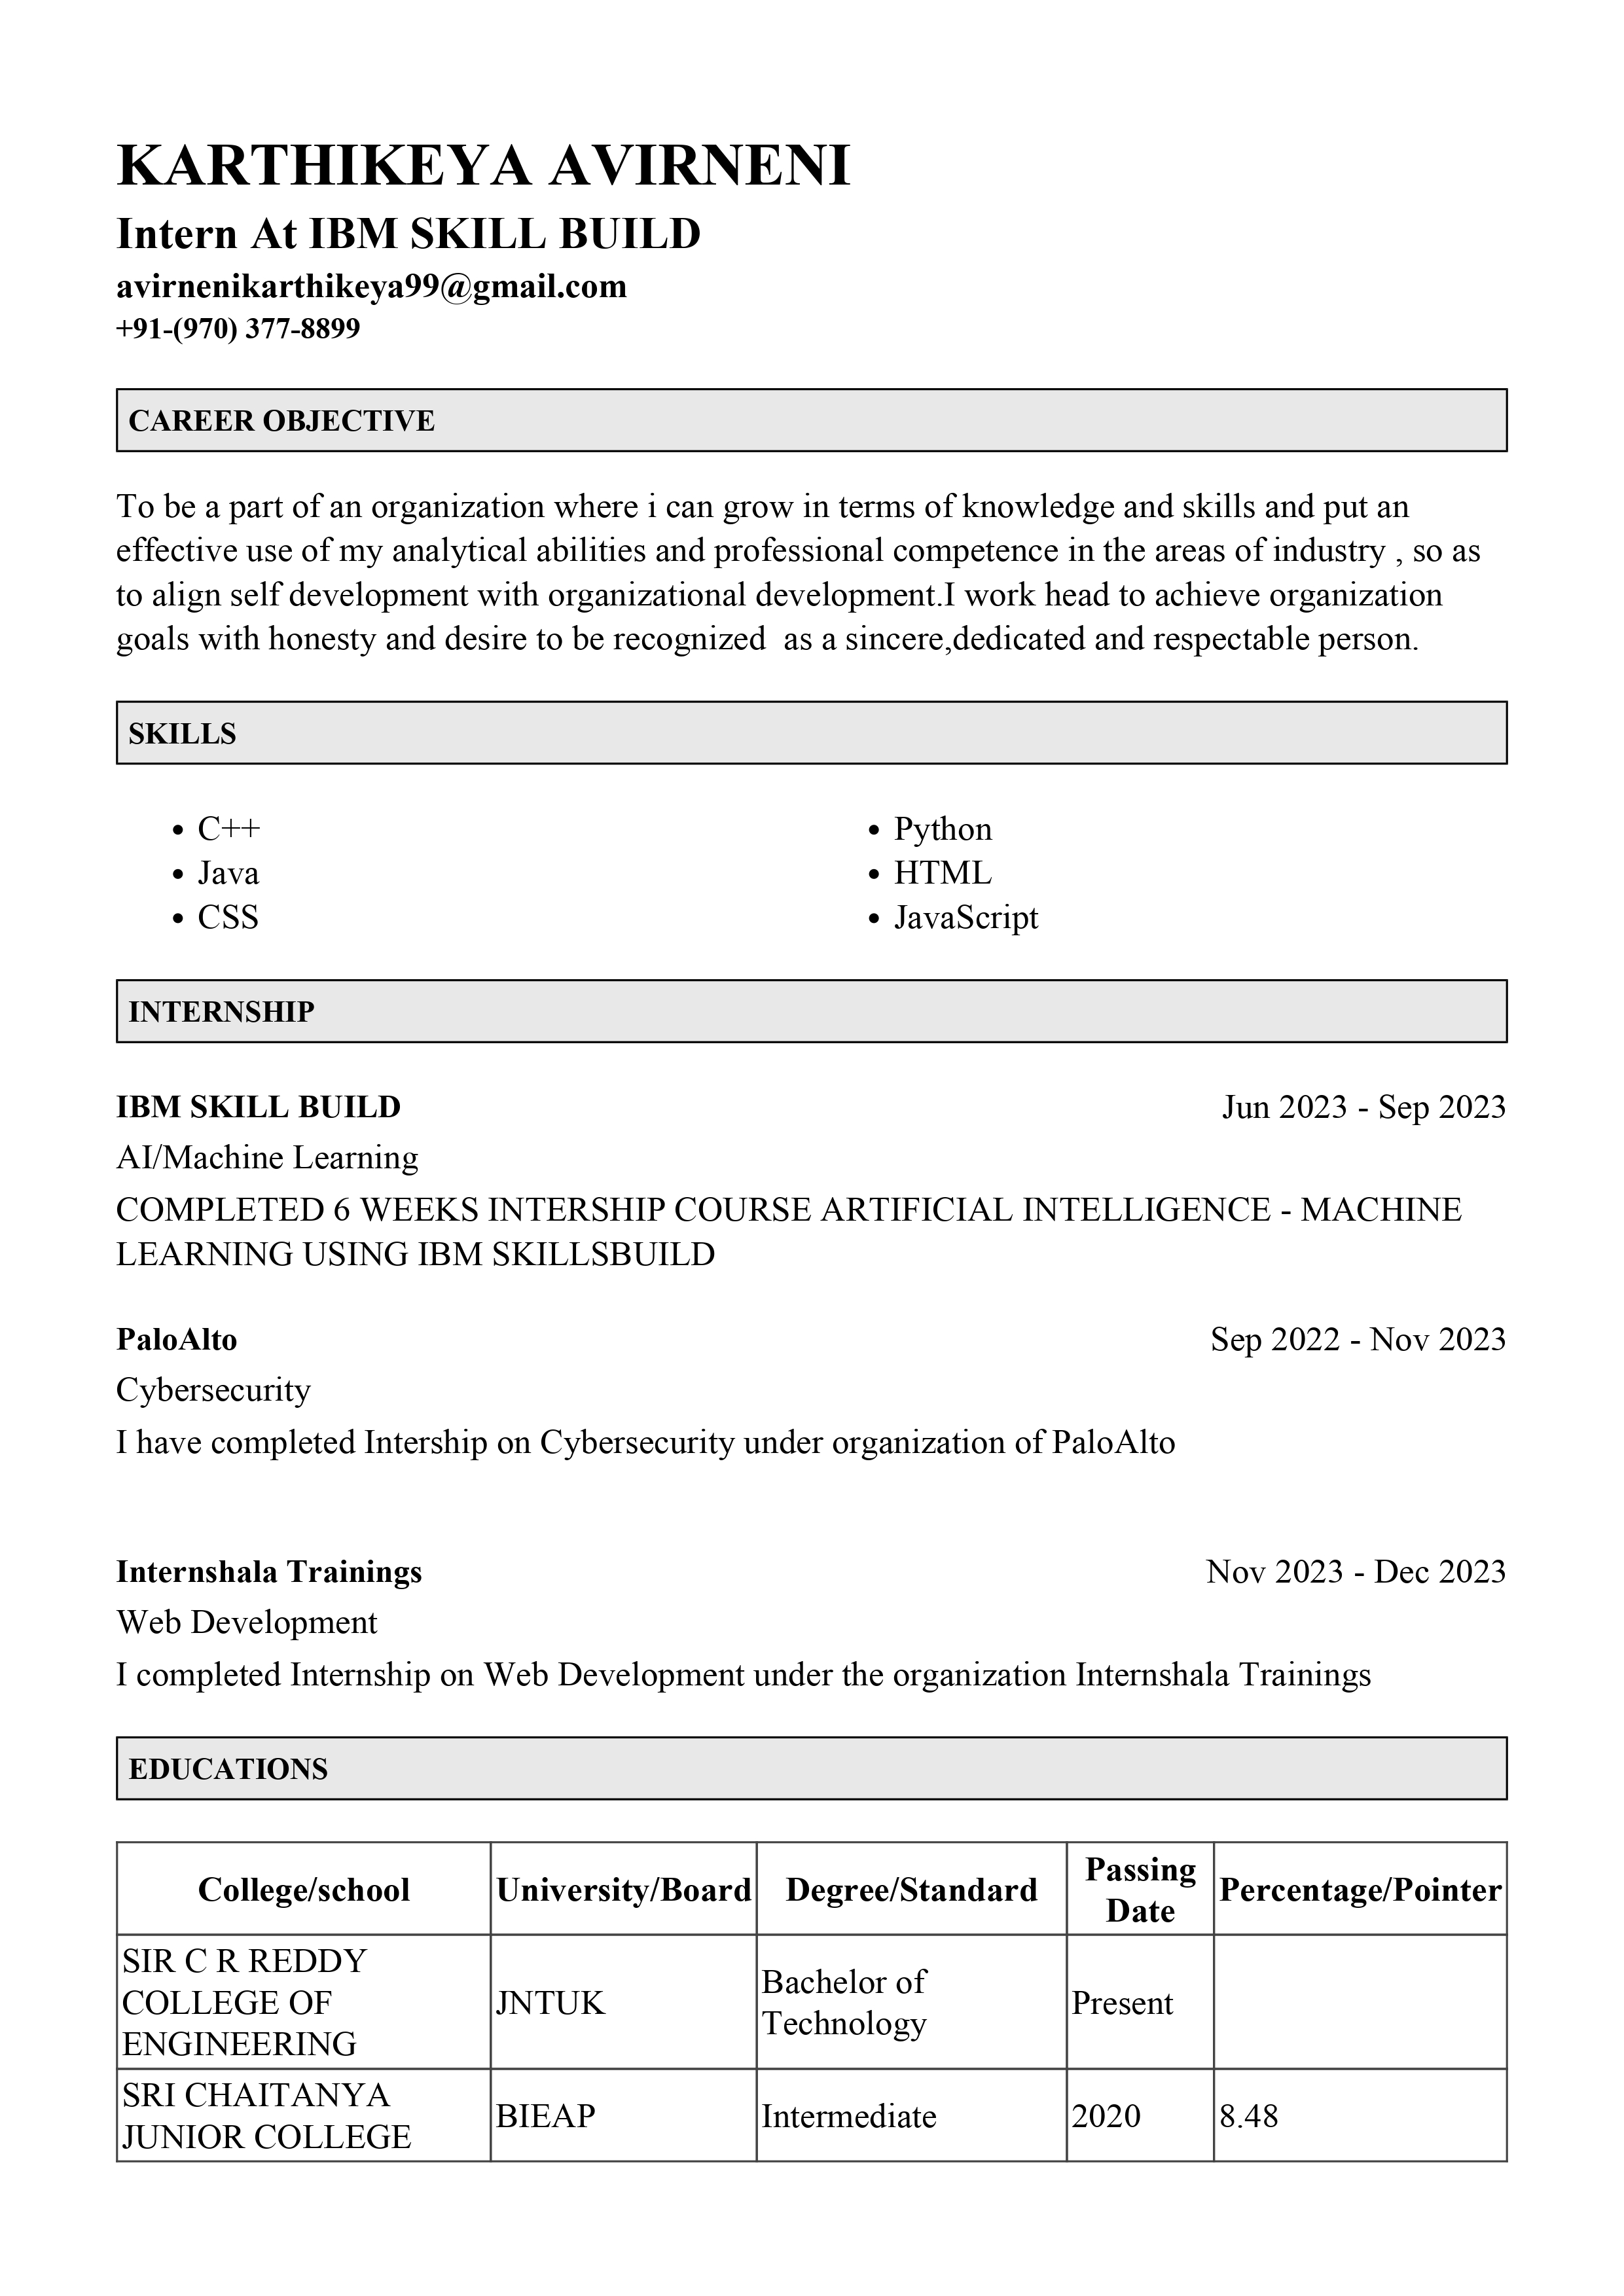 KARTHIKEYA AVIRNENI
Intern At IBM SKILL BUILD
avirnenikarthikeya99@gmail.com
+91-(970) 377-8899
CAREER OBJECTIVE
To be a part of an organization where i can grow in terms of knowledge and skills and put an
effective use of my analytical abilities and professional competence in the areas of industry , so as
to align self development with organizational development.I work head to achieve organization
goals with honesty and desire to be recognized  as a sincere,dedicated and respectable person.
SKILLS
• C++
• Java
• CSS
• Python
• HTML
• JavaScript
INTERNSHIP
IBM SKILL BUILD Jun 2023 - Sep 2023
AI/Machine Learning
COMPLETED 6 WEEKS INTERSHIP COURSE ARTIFICIAL INTELLIGENCE - MACHINE
LEARNING USING IBM SKILLSBUILD
PaloAlto Sep 2022 - Nov 2023
Cybersecurity
I have completed Intership on Cybersecurity under organization of PaloAlto
Internshala Trainings Nov 2023 - Dec 2023
Web Development
I completed Internship on Web Development under the organization Internshala Trainings
EDUCATIONS
College/school University/Board Degree/Standard Passing Date Percentage/Pointer
SIR C R REDDY COLLEGE OF ENGINEERING JNTUK Bachelor of Technology Present
SRI CHAITANYA JUNIOR COLLEGE BIEAP Intermediate 2020 8.48